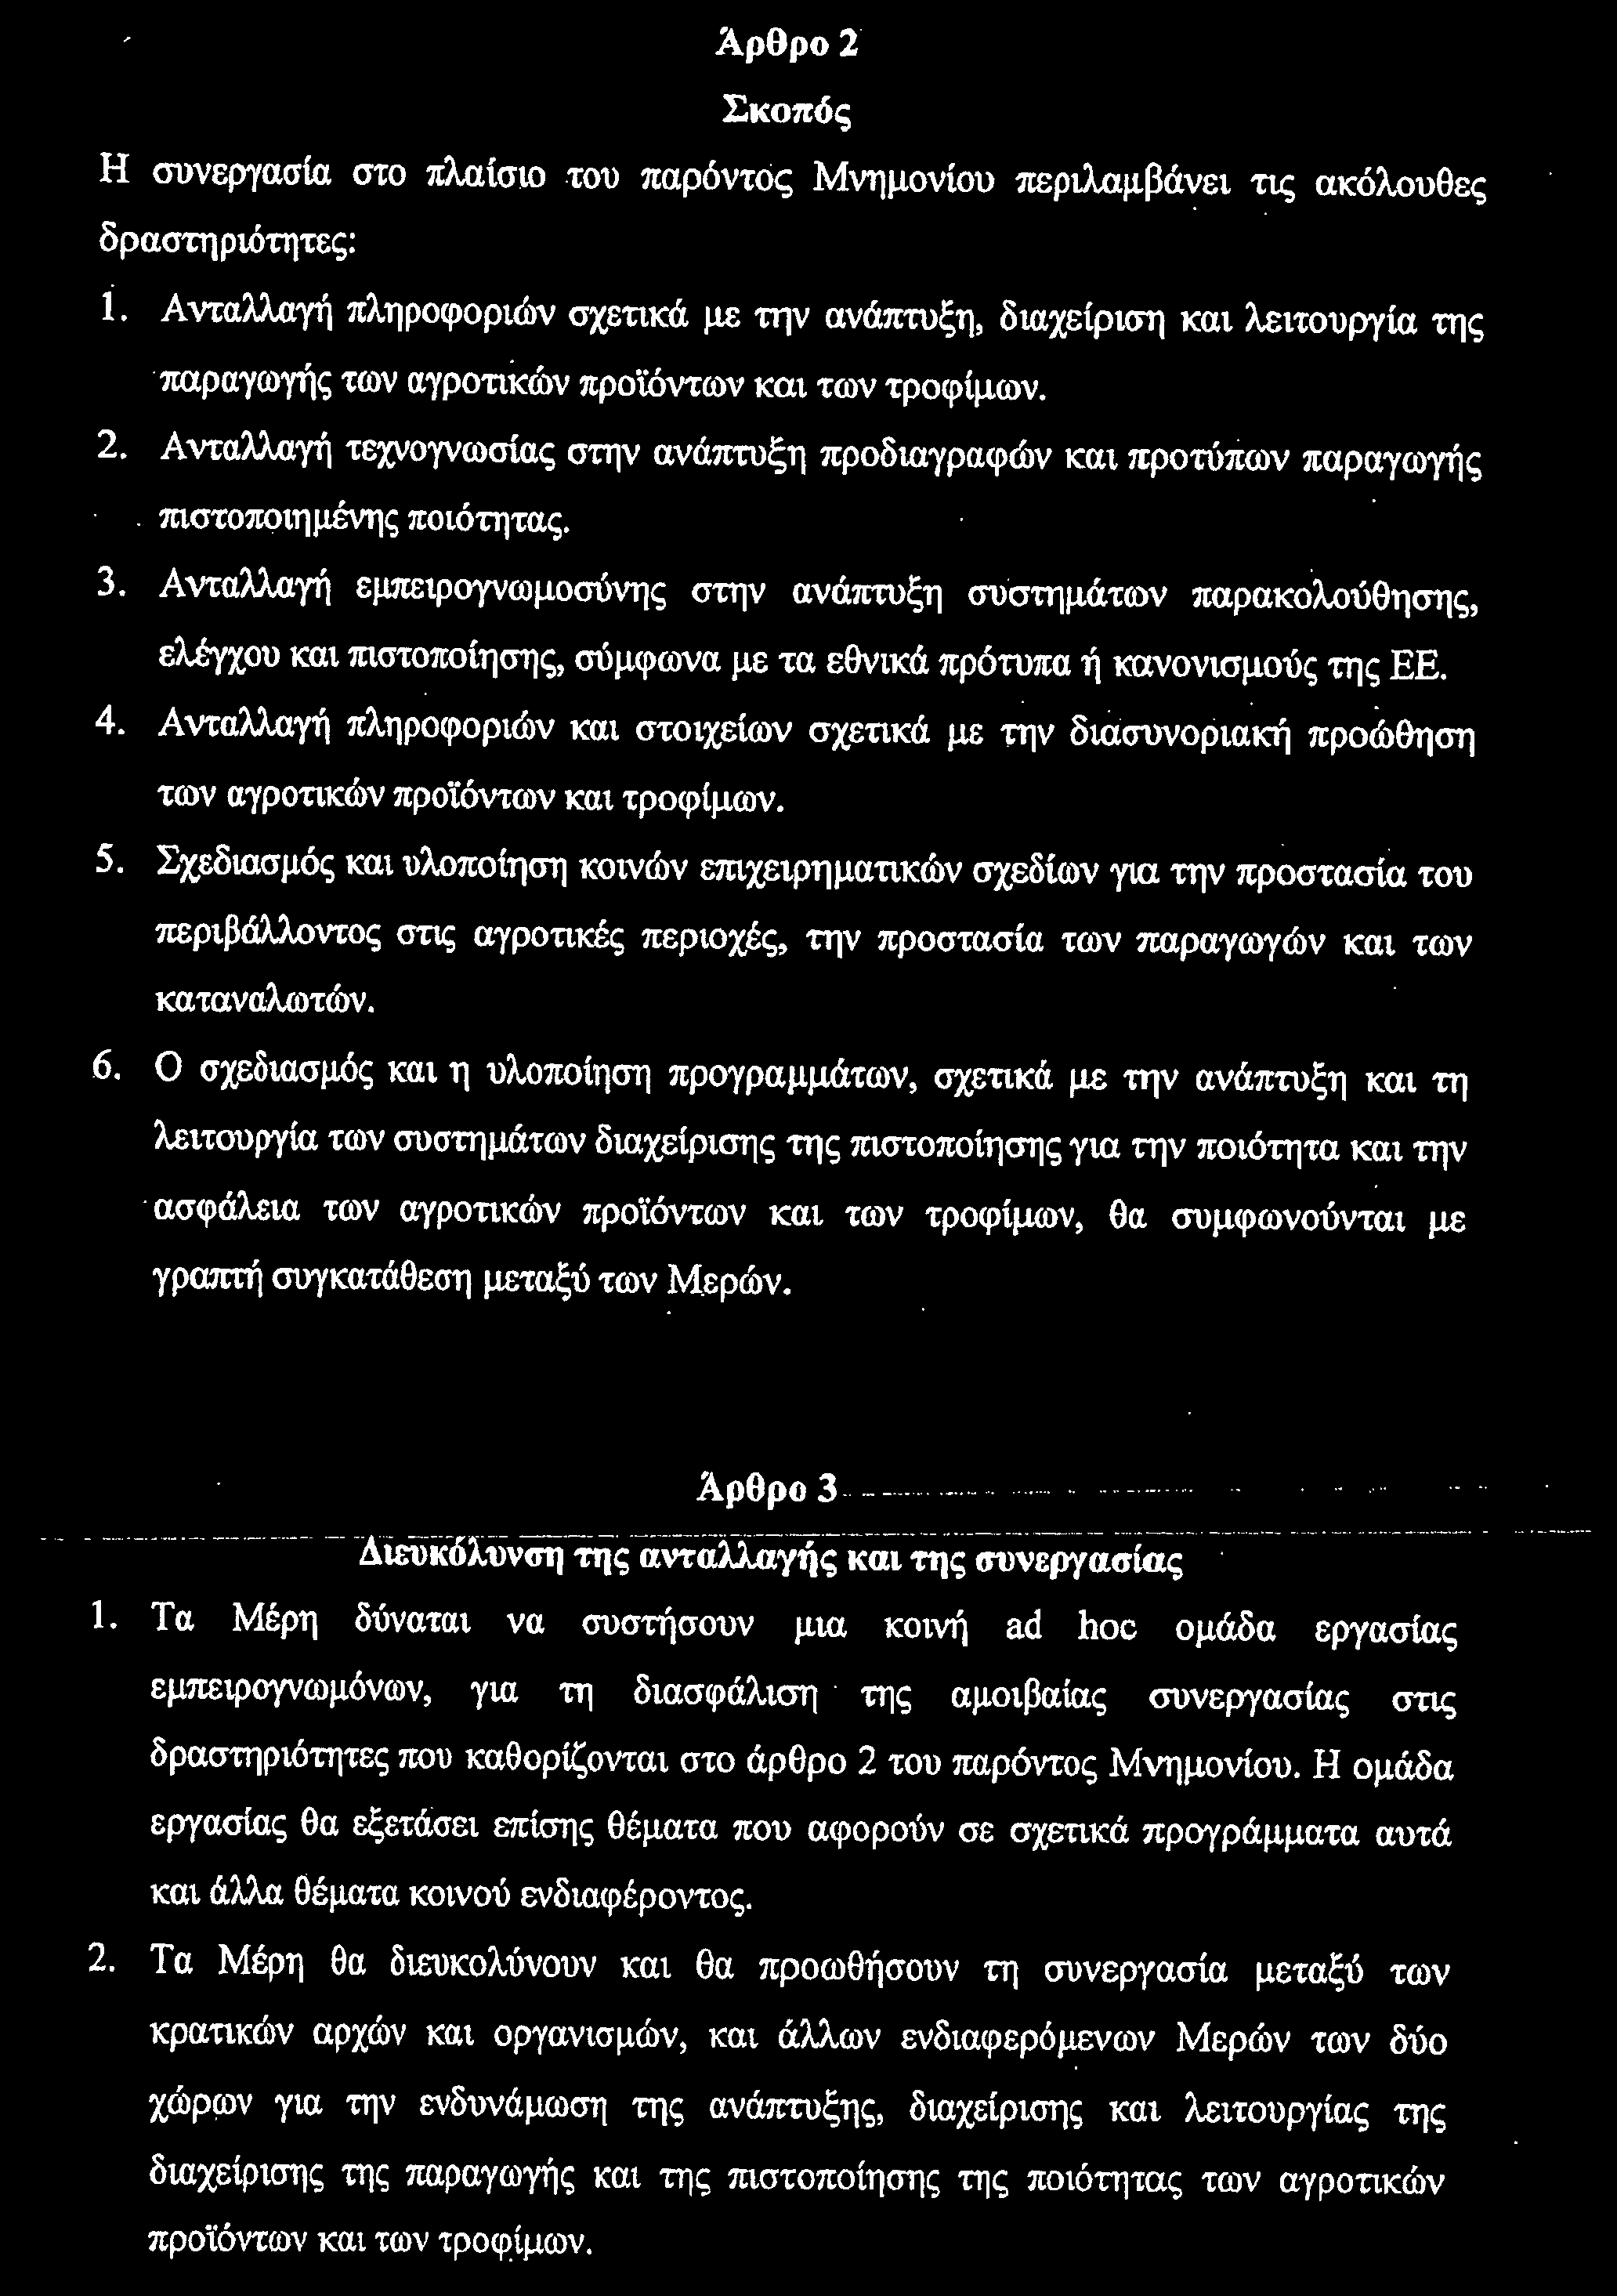 Άρθρο 2
Σκοπός
Η συνεργασία στο πλαίσιο του παρόντος Μνημονίου περιλαμβάνει τις ακόλουθες
δραστηριότητες:
1. Ανταλλαγή πληροφοριών σχετικά με την ανάπτυξη, διαχείριση και λειτουργία της
παραγωγής των αγροτικών προϊόντων και των τροφίμων.
2. Ανταλλαγή τεχνογνωσίας στην ανάπτυξη προδιαγραφών και προτύπων παραγωγής
πιστοποιημένης ποιότητας.
3. Ανταλλαγή εμπειρογνωμοσύνης στην ανάπτυξη συστημάτων παρακολούθησης,
ελέγχου και πιστοποίησης, σύμφωνα με τα εθνικά πρότυπα ή κανονισμούς της ΕΕ.
4. Ανταλλαγή πληροφοριών και στοιχείων σχετικά με την διασυνοριακή προώθηση
των αγροτικών προϊόντων και τροφίμων.
5. Σχεδιασμός και υλοποίηση κοινών επιχειρηματικών σχεδίων για την προστασία του
περιβάλλοντος στις αγροτικές περιοχές, την προστασία των παραγωγών και των
καταναλωτών.
6. Ο σχεδιασμός και η υλοποίηση προγραμμάτων, σχετικά με την ανάπτυξη και τη
λειτουργία των συστημάτων διαχείρισης της πιστοποίησης για την ποιότητα και την
ασφάλεια των αγροτικών προϊόντων και των τροφίμων, θα συμφωνούνται με
γραπτή συγκατάθεση μεταξύ των Μερών.
Άρθρο 3
Διευκόλυνση της ανταλλαγής και της συνεργασίας
1. Τα Μέρη δύναται να συστήσουν μια κοινή ad hoc ομάδα εργασίας
εμπειρογνωμόνων, για τη διασφάλιση της αμοιβαίας συνεργασίας στις
δραστηριότητες που καθορίζονται στο άρθρο 2 του παρόντος Μνημονίου. Η ομάδα
εργασίας θα εξετάσει επίσης θέματα που αφορούν σε σχετικά προγράμματα αυτά
και άλλα θέματα κοινού ενδιαφέροντος.
2. Τα Μέρη θα διευκολύνουν και θα προωθήσουν τη συνεργασία μεταξύ των
κρατικών αρχών και οργανισμών, και άλλων ενδιαφερόμενων Μερών των δύο
χώρων για την ενδυνάμωση της ανάπτυξης, διαχείρισης και λειτουργίας της
διαχείρισης της παραγωγής και της πιστοποίησης της ποιότητας των αγροτικών
προϊόντων και των τροφίμων.